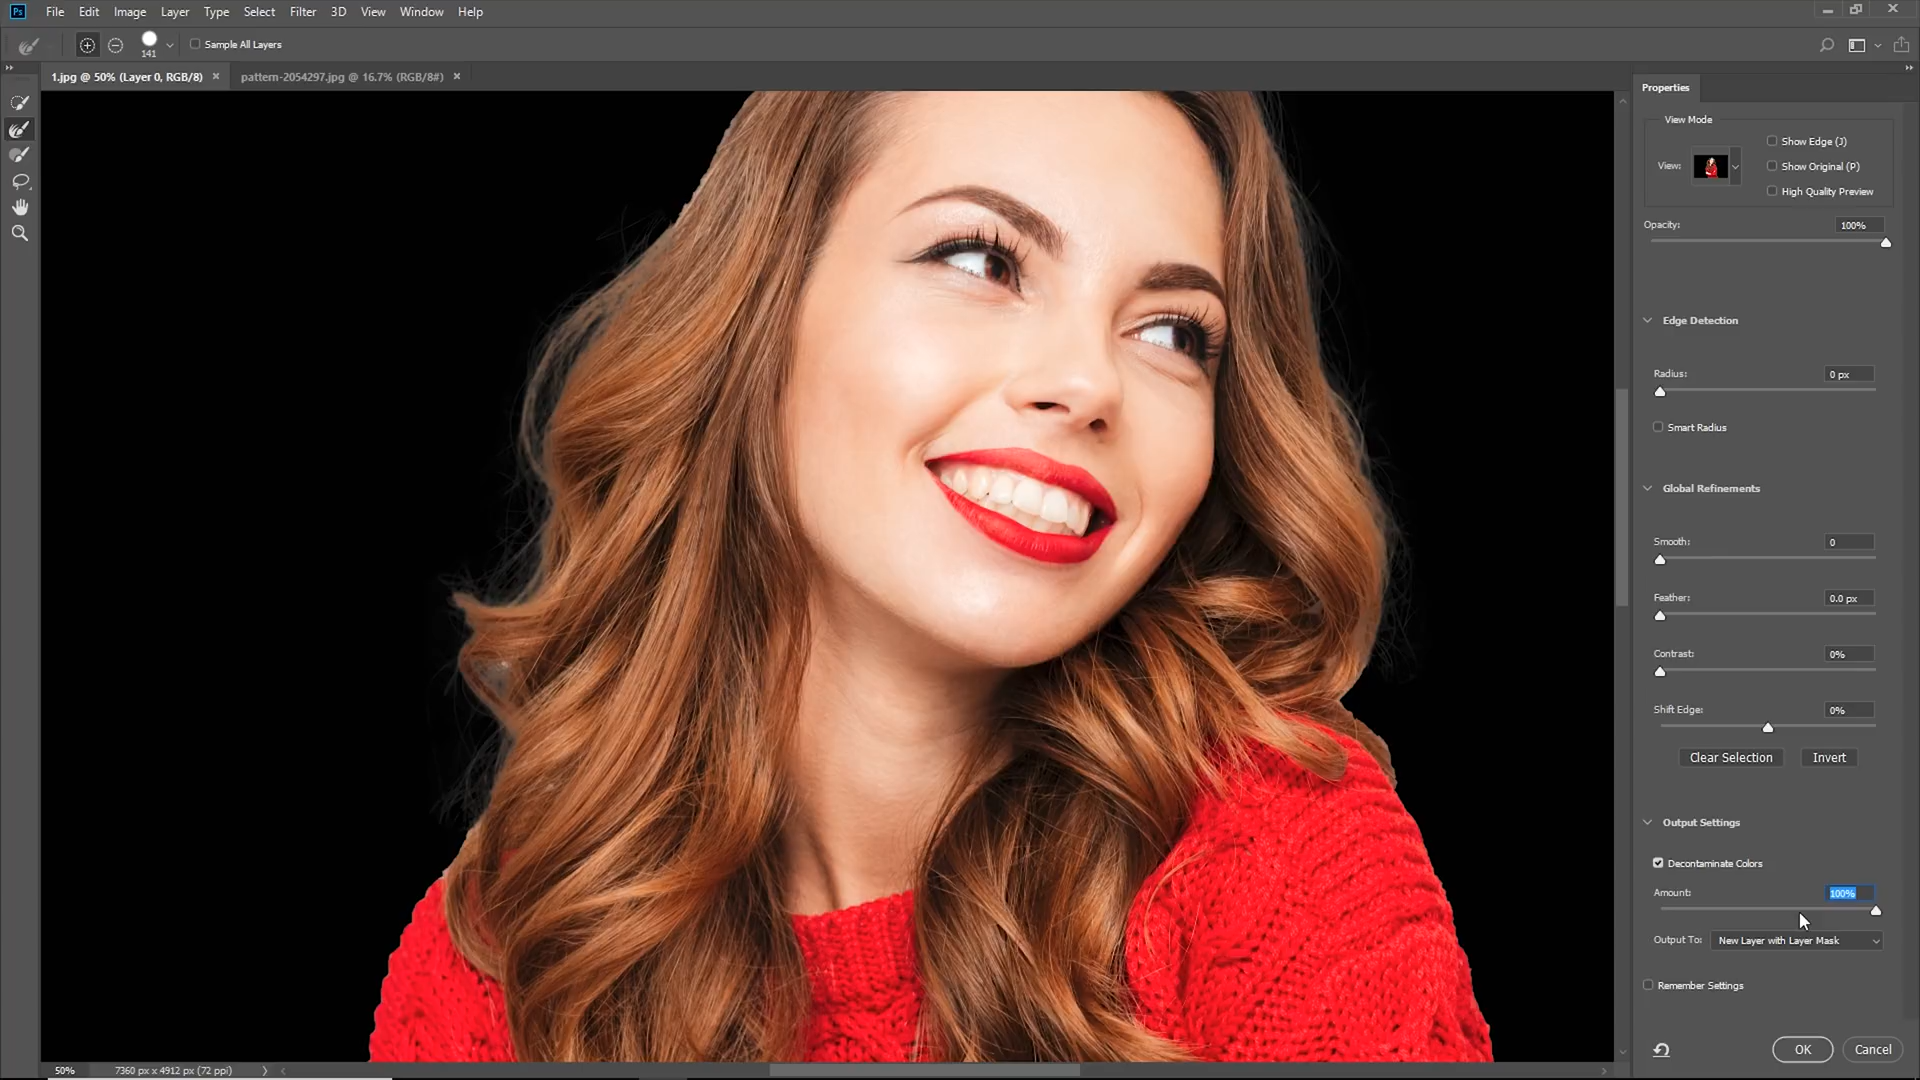 Ps File Edit Image Layer Type Select Filter 3D View Window Help
141
Sample All Layers
1.jpg @ 50% (Layer 0, RGB/8) × pattern-2054297.jpg @ 16.7% (RGB/8#) ×
Properties
View Mode
View:
Show Edge (J)
Show Original (P)
High Quality Preview
Opacity: 100%
Edge Detection
Radius: 0 px
Smart Radius
Global Refinements
Smooth: 0
Feather: 0.0 px
Contrast: 0%
Shift Edge: 0%
Clear Selection Invert
Output Settings
Decontaminate Colors
Amount: 100%
Output To: New Layer with Layer Mask
Remember Settings
OK Cancel
50% 7360 px x 4912 px (72 ppi)